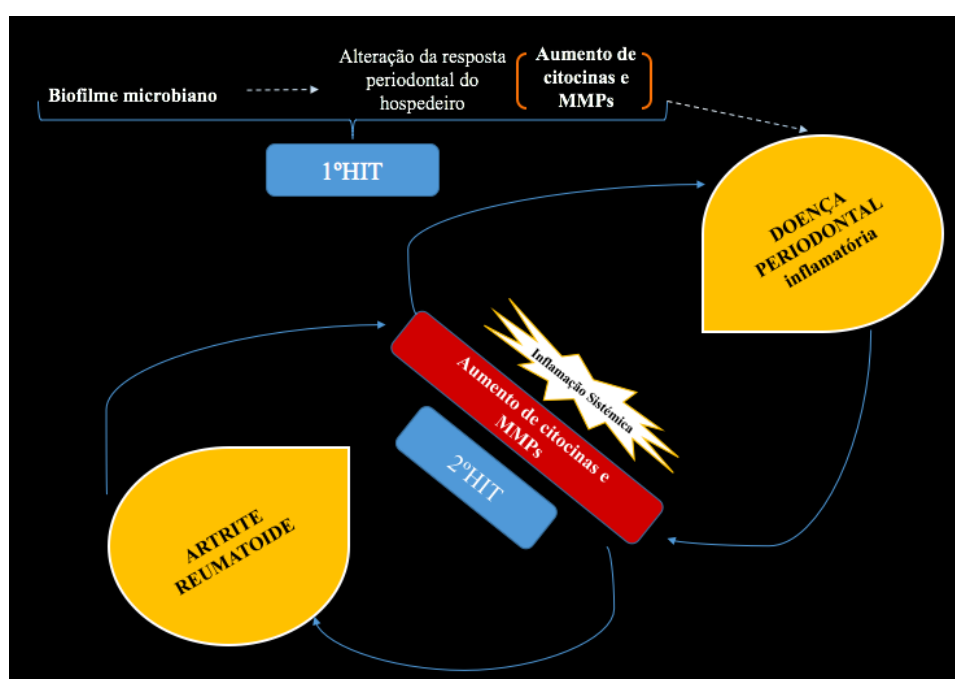 Biofilme microbiano
Alteração da resposta
periodontal do
hospedeiro
Aumento de
citocinas e
MMPs
1ºHIT
DOENÇA
PERIODONTAL
inflamatória
Inflamação Sistémica
Aumento de citocinas e
MMPs
2ºHIT
ARTRITE
REUMATOIDE